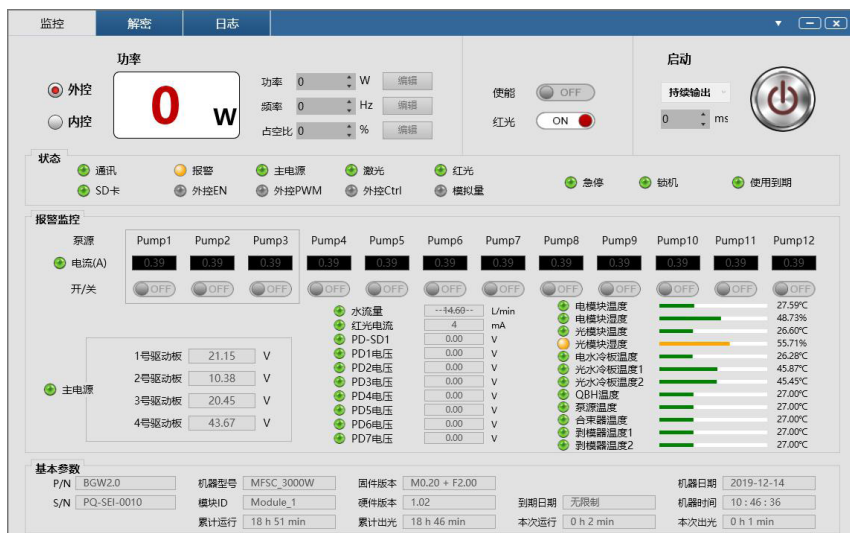 监控 解密 日志
功率 启动
外控 0 W 功率 0 W 编辑 使能 OFF 持续输出
内控 频率 0 Hz 编辑 红光 ON 0 ms
占空比 0 % 编辑
状态
通讯 报警 主电源 激光 红光 急停 锁机 使用到期
SD卡 外控EN 外控PWM 外控Ctrl 模拟量
报警监控
泵源 Pump1 Pump2 Pump3 Pump4 Pump5 Pump6 Pump7 Pump8 Pump9 Pump10 Pump11 Pump12
电流(A) 0.39 0.39 0.39 0.39 0.39 0.39 0.39 0.39 0.39 0.39 0.39 0.39
开/关 OFF OFF OFF OFF OFF OFF OFF OFF OFF OFF OFF OFF
水流量 --14.60-- L/min 电模块温度 27.59℃
红光电流 4 mA 电模块湿度 48.73%
PD-SD1 0.00 V 光模块温度 26.60℃
PD1电压 0.00 V 光模块湿度 55.71%
PD2电压 0.00 V 电水冷板温度 26.28℃
PD3电压 0.00 V 光水冷板温度1 45.87℃
PD4电压 0.00 V 光水冷板温度2 45.45℃
PD5电压 0.00 V QBH温度 27.00℃
PD6电压 0.00 V 泵源温度 27.00℃
PD7电压 0.00 V 合束器温度 27.00℃
剥模器温度1 27.00℃
剥模器温度2 27.00℃
主电源
1号驱动板 21.15 V
2号驱动板 10.38 V
3号驱动板 20.45 V
4号驱动板 43.67 V
基本参数
P/N BGW2.0 机器型号 MFSC_3000W 固件版本 M0.20 + F2.00 机器日期 2019-12-14
S/N PQ-SEI-0010 模块ID Module_1 硬件版本 1.02 到期日期 无限制 机器时间 10 : 46 : 36
累计运行 18 h 51 min 累计出光 18 h 46 min 本次运行 0 h 2 min 本次出光 0 h 1 min